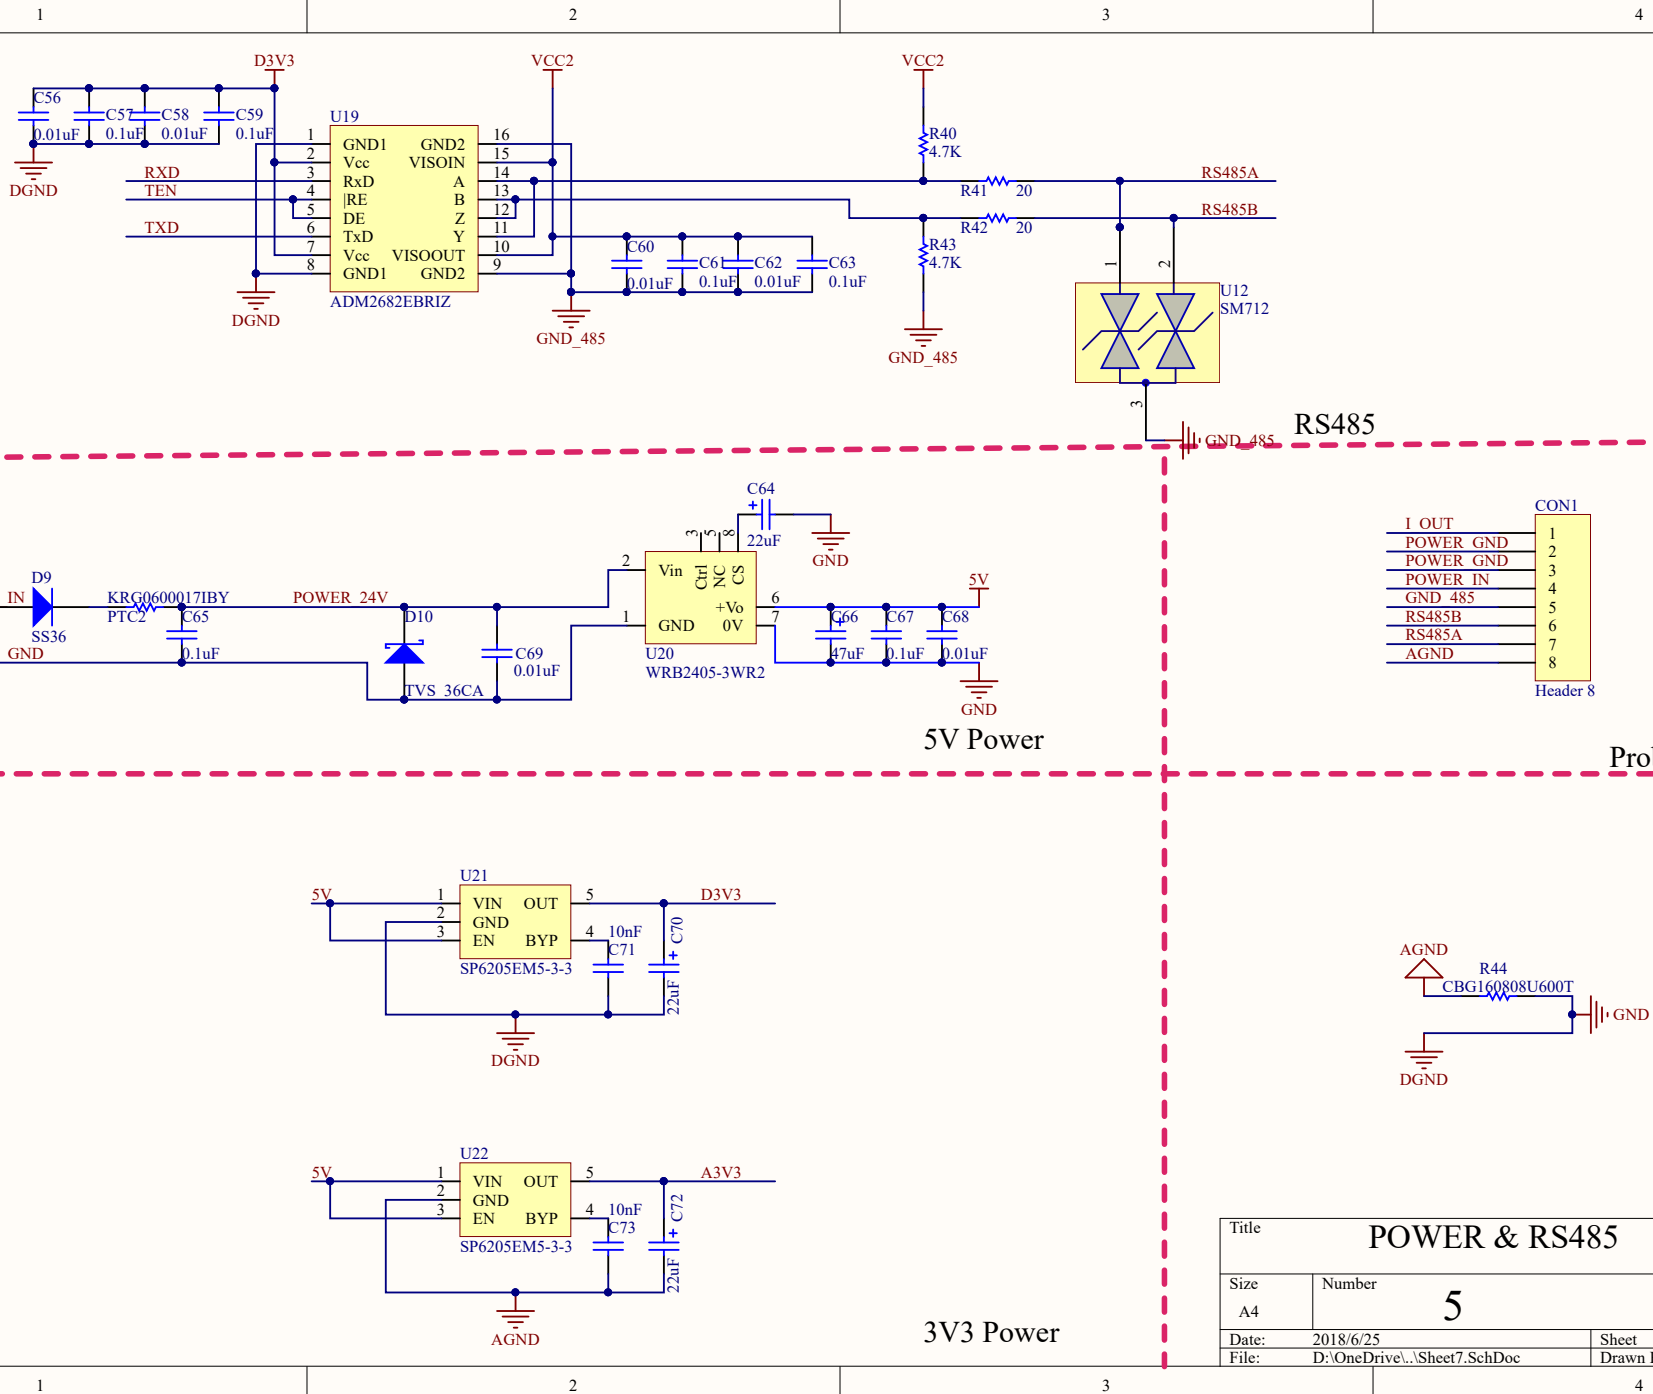 1 2 3 4
D3V3
VCC2
VCC2
C56
0.01uF
C57
0.1uF
C58
0.01uF
C59
0.1uF
DGND
RXD
TEN
TXD
U19
1 GND1 GND2 16
2 Vcc VISOIN 15
3 RxD A 14
4 |RE B 13
5 DE Z 12
6 TxD Y 11
7 Vcc VISOOUT 10
8 GND1 GND2 9
ADM2682EBRIZ
DGND
C60
0.01uF
C61
0.1uF
C62
0.01uF
C63
0.1uF
GND_485
R40
4.7K
R41 20
RS485A
R42 20
RS485B
R43
4.7K
GND_485
1 2
U12
SM712
3
GND_485
RS485
C64
22uF
GND
D9
IN
SS36
GND
KRG0600017IBY
PTC2
C65
0.1uF
POWER_24V
D10
TVS_36CA
C69
0.01uF
3 5 8
Ctrl NC CS
2 Vin
+Vo 6
1 GND 0V 7
U20
WRB2405-3WR2
5V
C66
47uF
C67
0.1uF
C68
0.01uF
GND
5V Power
CON1
I_OUT 1
POWER_GND 2
POWER_GND 3
POWER_IN 4
GND_485 5
RS485B 6
RS485A 7
AGND 8
Header 8
Pro
U21
5V
1 VIN OUT 5
2 GND
3 EN BYP 4
SP6205EM5-3-3
D3V3
10nF
C71
C70
22uF
DGND
AGND
R44
CBG160808U600T
GND
DGND
U22
5V
1 VIN OUT 5
2 GND
3 EN BYP 4
SP6205EM5-3-3
A3V3
10nF
C73
C72
22uF
AGND
3V3 Power
Title POWER & RS485
Size Number
A4 5
Date: 2018/6/25 Sheet
File: D:\OneDrive\..\Sheet7.SchDoc Drawn
1 2 3 4